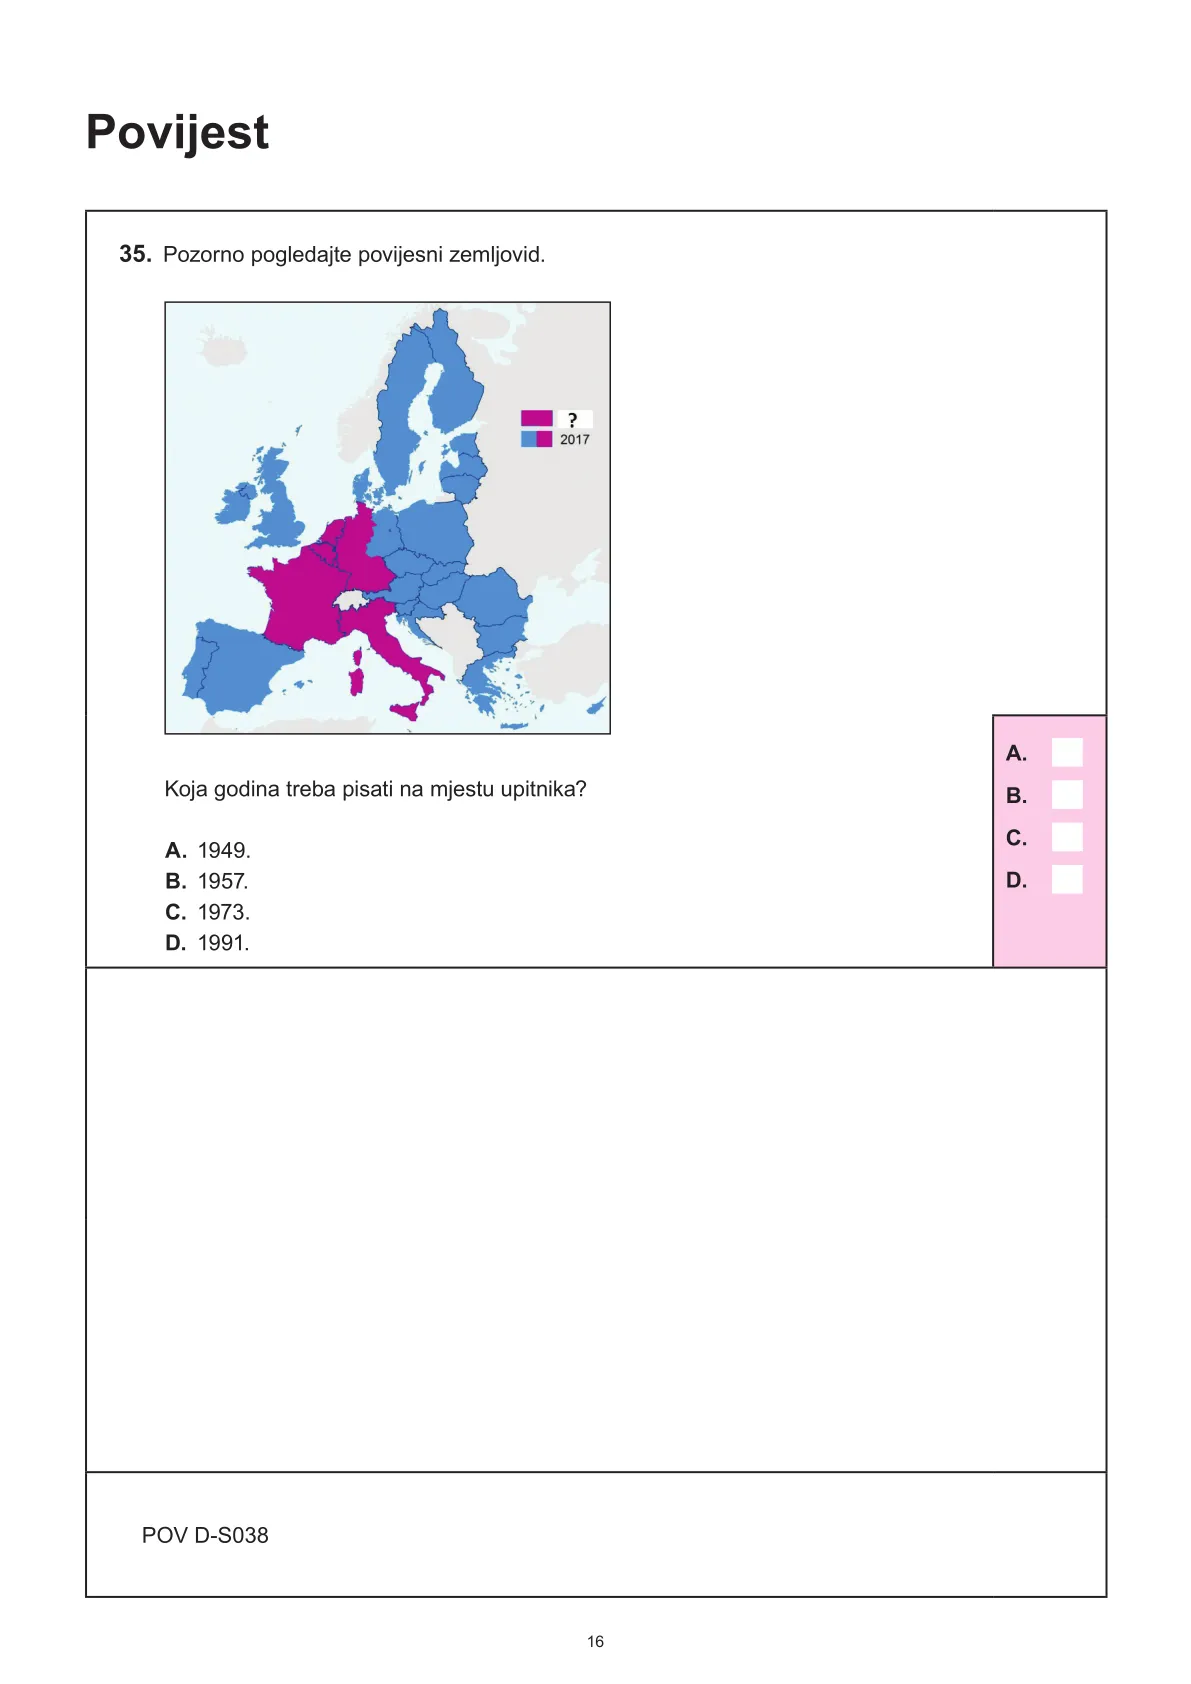 Povijest
35. Pozorno pogledajte povijesni zemljovid.
?
2017
Koja godina treba pisati na mjestu upitnika?
A. 1949.
B. 1957.
C. 1973.
D. 1991.
A.
B.
C.
D.
POV D-S038
16